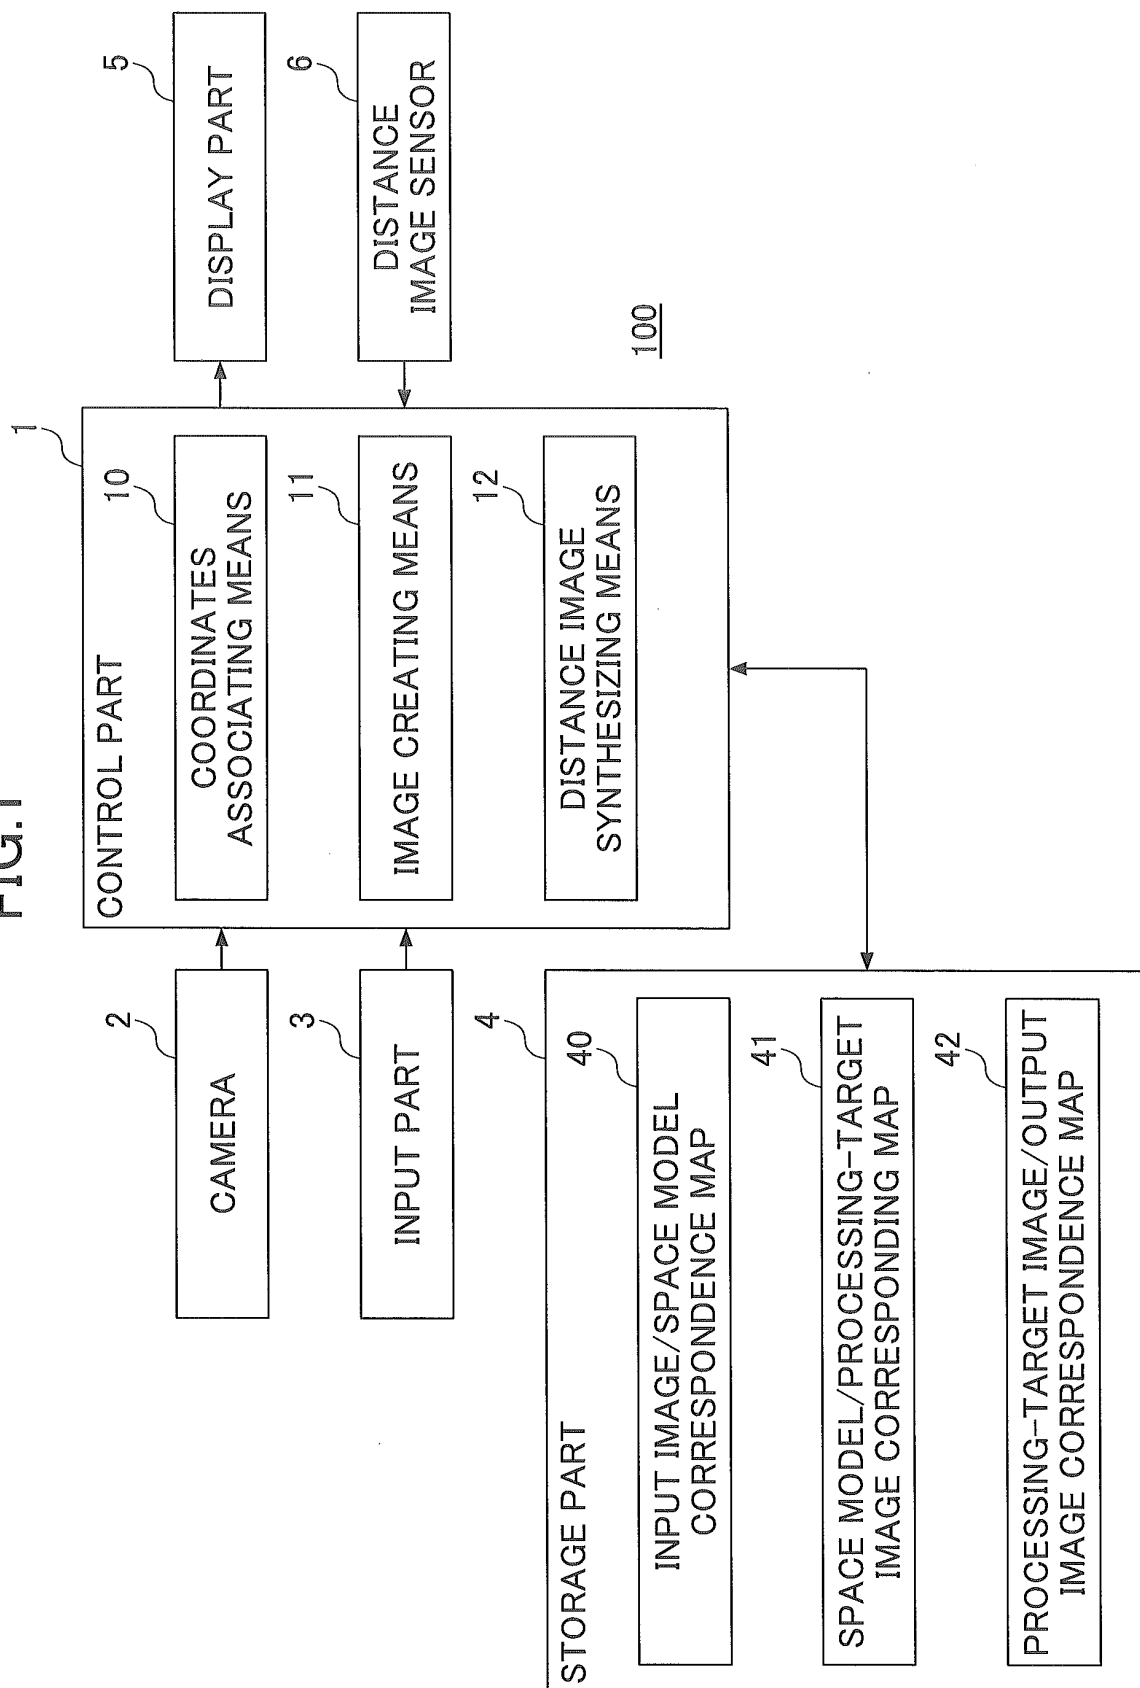 FIG.1
1
CONTROL PART
2
CAMERA
10
COORDINATES
ASSOCIATING MEANS
5
DISPLAY PART
3
INPUT PART
11
IMAGE CREATING MEANS
6
DISTANCE
IMAGE SENSOR
12
DISTANCE IMAGE
SYNTHESIZING MEANS
100
4
STORAGE PART
40
INPUT IMAGE/SPACE MODEL
CORRESPONDENCE MAP
41
SPACE MODEL/PROCESSING-TARGET
IMAGE CORRESPONDING MAP
42
PROCESSING-TARGET IMAGE/OUTPUT
IMAGE CORRESPONDENCE MAP